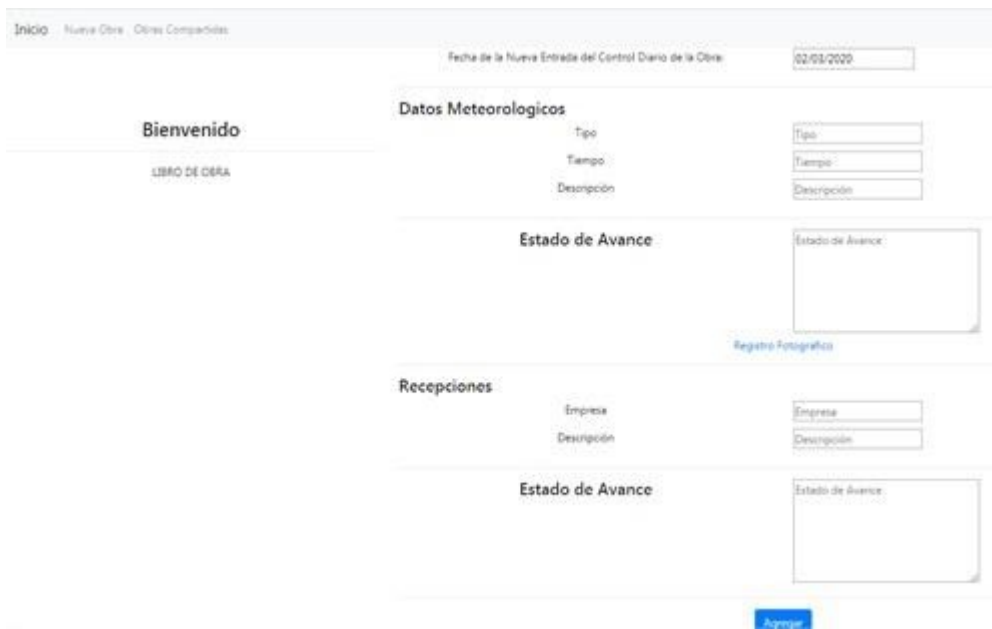 Inicio Nueva Obra Obras Compartidas
Fecha de la Nueva Entrada del Control Diario de la Obra: 02/03/2020
Bienvenido
LIBRO DE OBRA
Datos Meteorologicos
Tipo Tipo
Tiempo Tiempo
Descripción Descripción
Estado de Avance Estado de Avance
Registro Fotografico
Recepciones
Empresa Empresa
Descripción Descripción
Estado de Avance Estado de Avance
Agregar